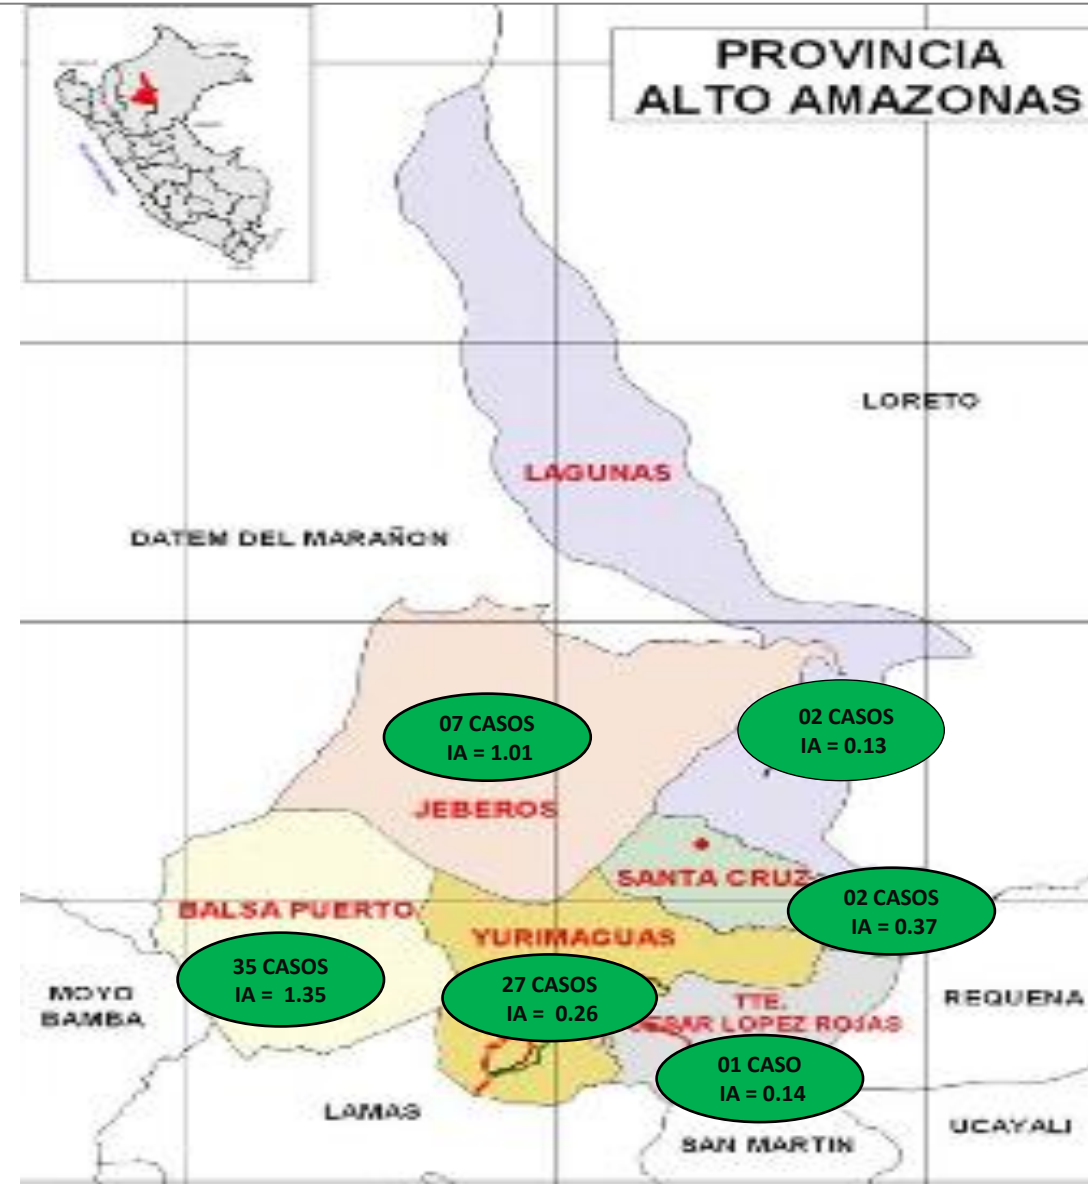 PROVINCIA
ALTO AMAZONAS
LORETO
LAGUNAS
DATEM DEL MARAÑON
07 CASOS
IA = 1.01
02 CASOS
IA = 0.13
JEBEROS
SANTA CRUZ
02 CASOS
IA = 0.37
BALSA PUERTO
YURIMAGUAS
35 CASOS
IA = 1.35
27 CASOS
IA = 0.26
MOYO
BAMBA
TTE.
ESAR LOPEZ ROJAS
REQUENA
01 CASO
IA = 0.14
LAMAS
SAN MARTIN
UCAYALI